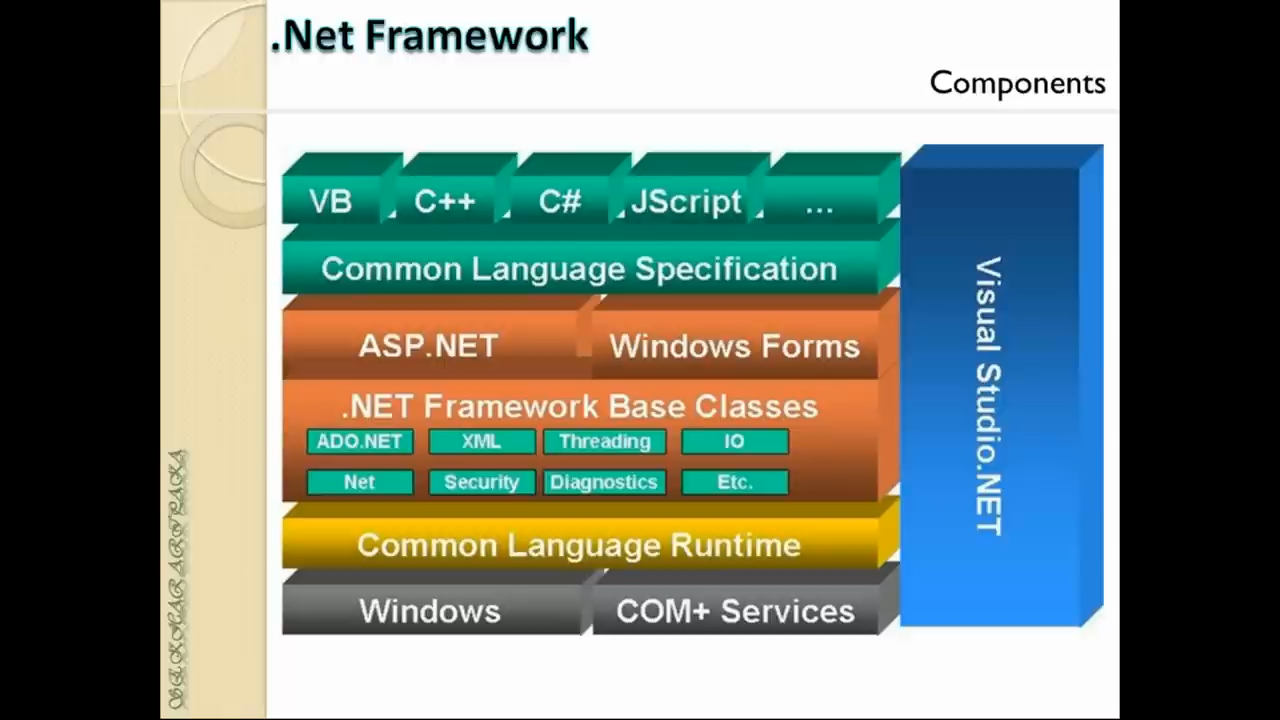 .Net Framework
Components
VB C++ C# JScript ...
Common Language Specification
ASP.NET Windows Forms
.NET Framework Base Classes
ADO.NET XML Threading IO
Net Security Diagnostics Etc.
Common Language Runtime
Windows COM+ Services
Visual Studio.NET